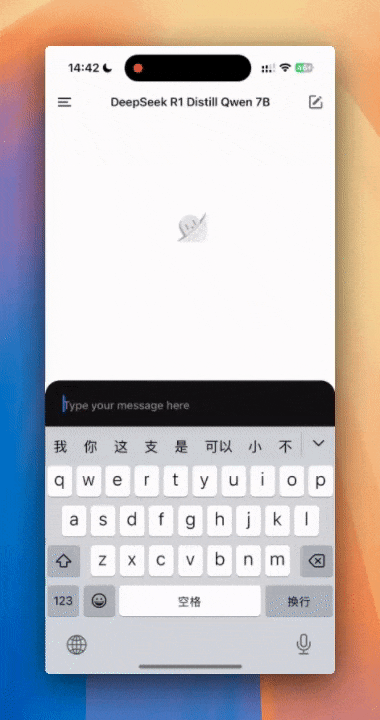 14:42
DeepSeek R1 Distill Qwen 7B
Type your message here
我 你 这 支 是 可以 小 不
q w e r t y u i o p
a s d f g h j k l
z x c v b n m
123 空格 换行